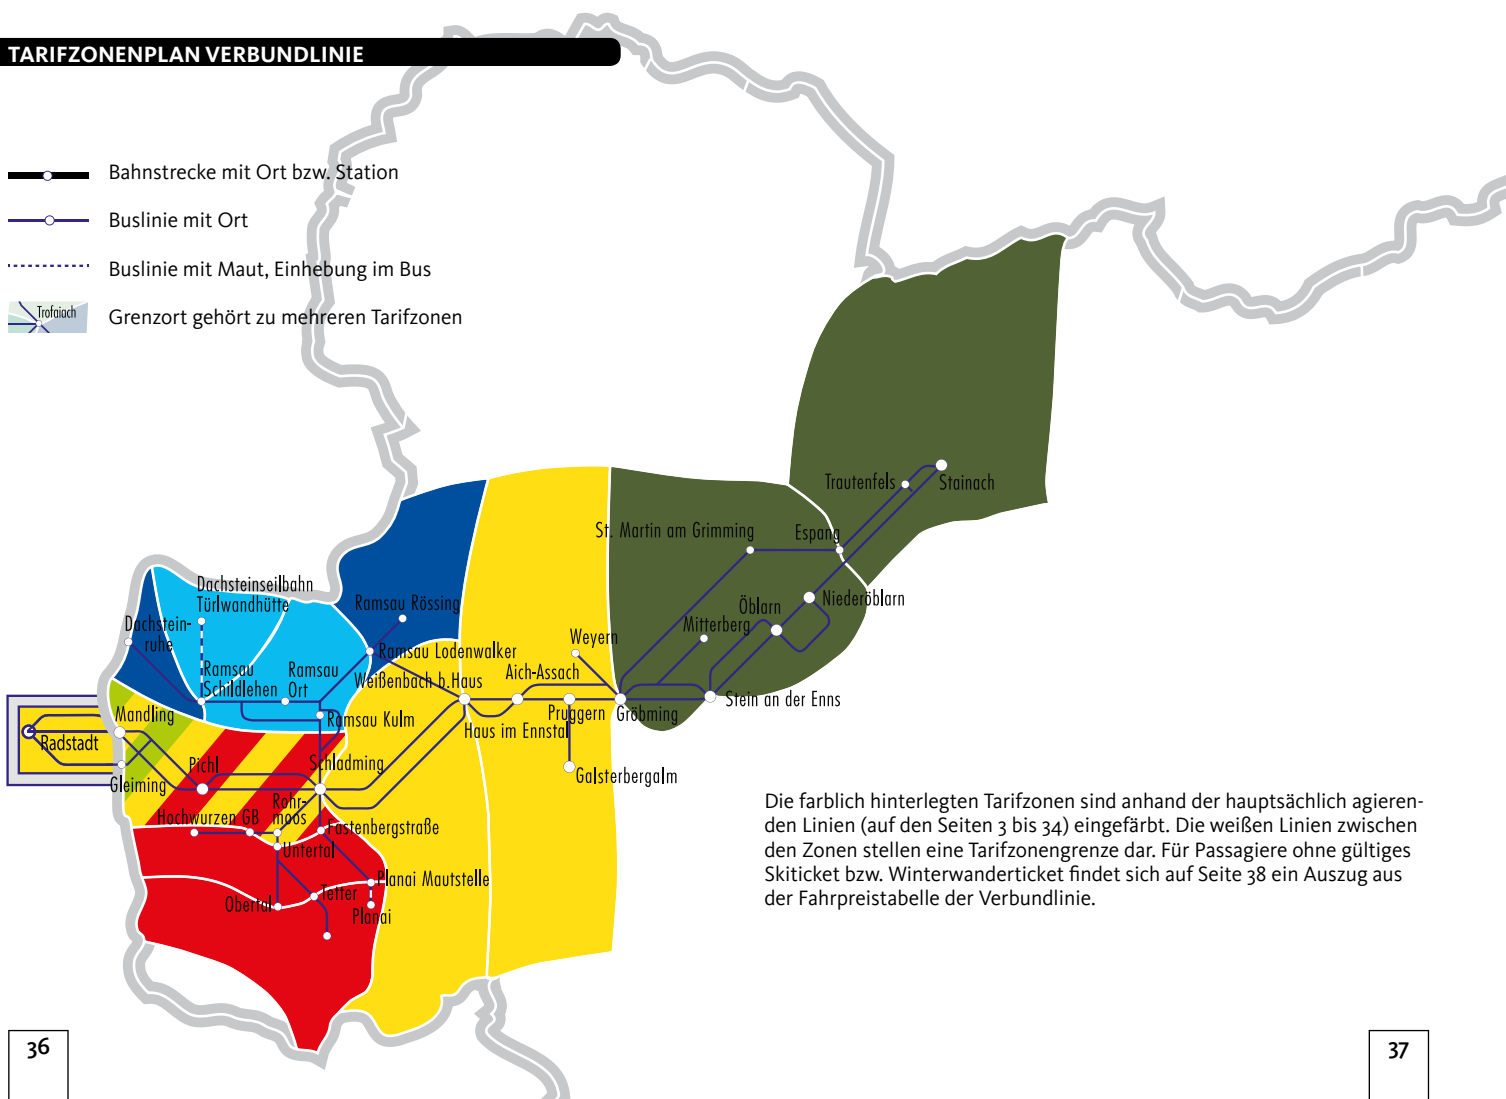 TARIFZONENPLAN VERBUNDLINIE
Bahnstrecke mit Ort bzw. Station
Buslinie mit Ort
Buslinie mit Maut, Einhebung im Bus
Trofaiach
Grenzort gehört zu mehreren Tarifzonen
Trautenfels
Stainach
St. Martin am Grimming
Espang
Dachsteinseilbahn
Türlwandhütte
Ramsau Rössing
Öblarn
Niederöblarn
Dachstein-
ruhe
Mitterberg
Weyern
Ramsau Lodenwalker
Ramsau
Schildlehen
Ramsau
Ort
Weißenbach b.Haus
Aich-Assach
Stein an der Enns
Mandling
Ramsau Kulm
Haus im Ennstal
Pruggern
Gröbming
Radstadt
Pichl
Schladming
Galsterbergalm
Gleiming
Hochwurzen GB
Rohr-
moos
Fastenbergstraße
Untertal
Planai Mautstelle
Obertal
Tetter
Planai
Die farblich hinterlegten Tarifzonen sind anhand der hauptsächlich agieren-
den Linien (auf den Seiten 3 bis 34) eingefärbt. Die weißen Linien zwischen
den Zonen stellen eine Tarifzonengrenze dar. Für Passagiere ohne gültiges
Skiticket bzw. Winterwanderticket findet sich auf Seite 38 ein Auszug aus
der Fahrpreistabelle der Verbundlinie.
36
37